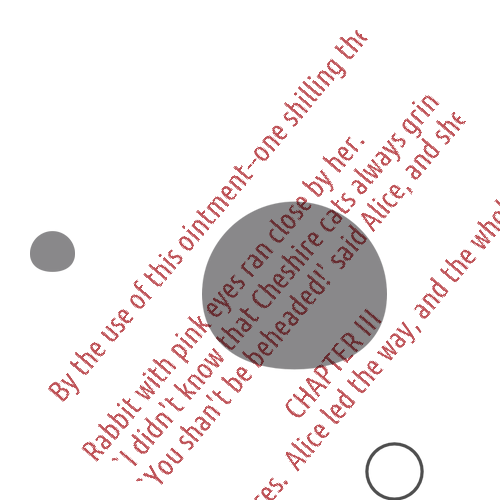 By the use of this ointment--one shilling the
Rabbit with pink eyes ran close by her.
`I didn't know that Cheshire cats always grin
`You shan't be beheaded!' said Alice, and she
CHAPTER III
Alice led the way, and the